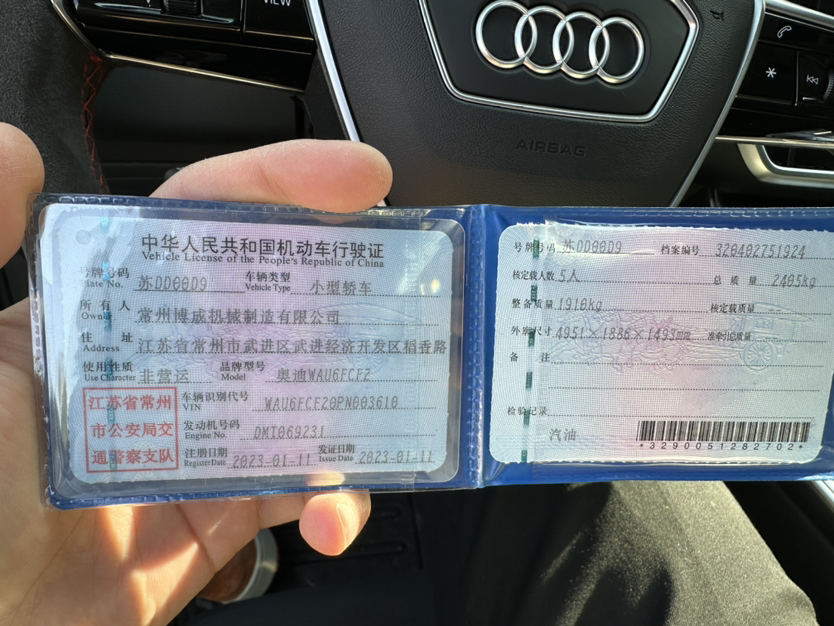 VIEW
AIRBAG
中华人民共和国机动车行驶证
Vehicle License of the People's Republic of China
号牌号码 苏DD00D9 车辆类型 小型轿车
Plate No. Vehicle Type
所有人 常州博威机械制造有限公司
Owner
住址 江苏省常州市武进区武进经济开发区稻香路
Address
使用性质 非营运 品牌型号 奥迪WAU6FCF2
Use Character Model
江苏省常州
市公安局交
通警察支队
车辆识别代号 WAU6FCF20PN003610
VIN
发动机号码 DMT069231
Engine No.
注册日期 2023-01-11 发证日期 2023-01-11
Register Date Issue Date
号牌号码 苏DD00D9 档案编号 320402751924
核定载人数 5人 总质量 2405kg
整备质量 1910kg 核定载质量 --
外廓尺寸 4951×1886×1493mm 准牵引总质量 --
备注
检验记录
汽油
*3290051282702*